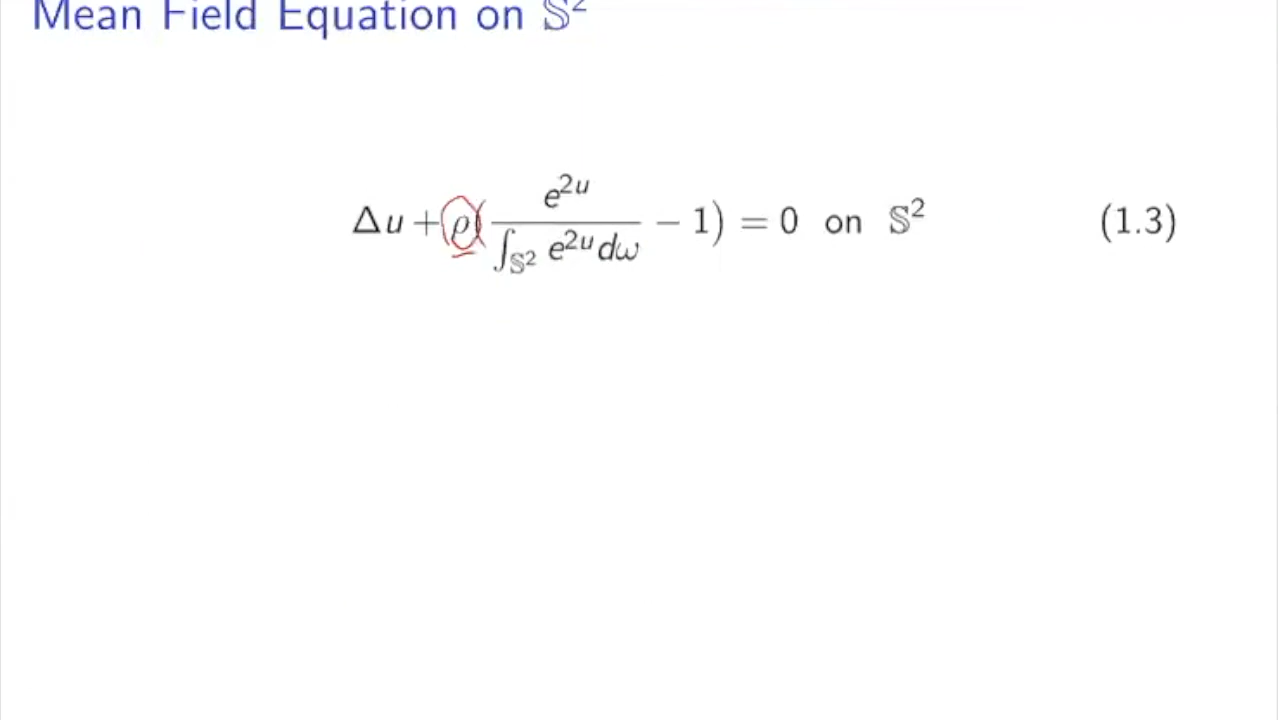 Mean Field Equation on 𝕊²
Δu + ρ( e^{2u} / ∫_{𝕊²} e^{2u} dω − 1) = 0 on 𝕊² (1.3)